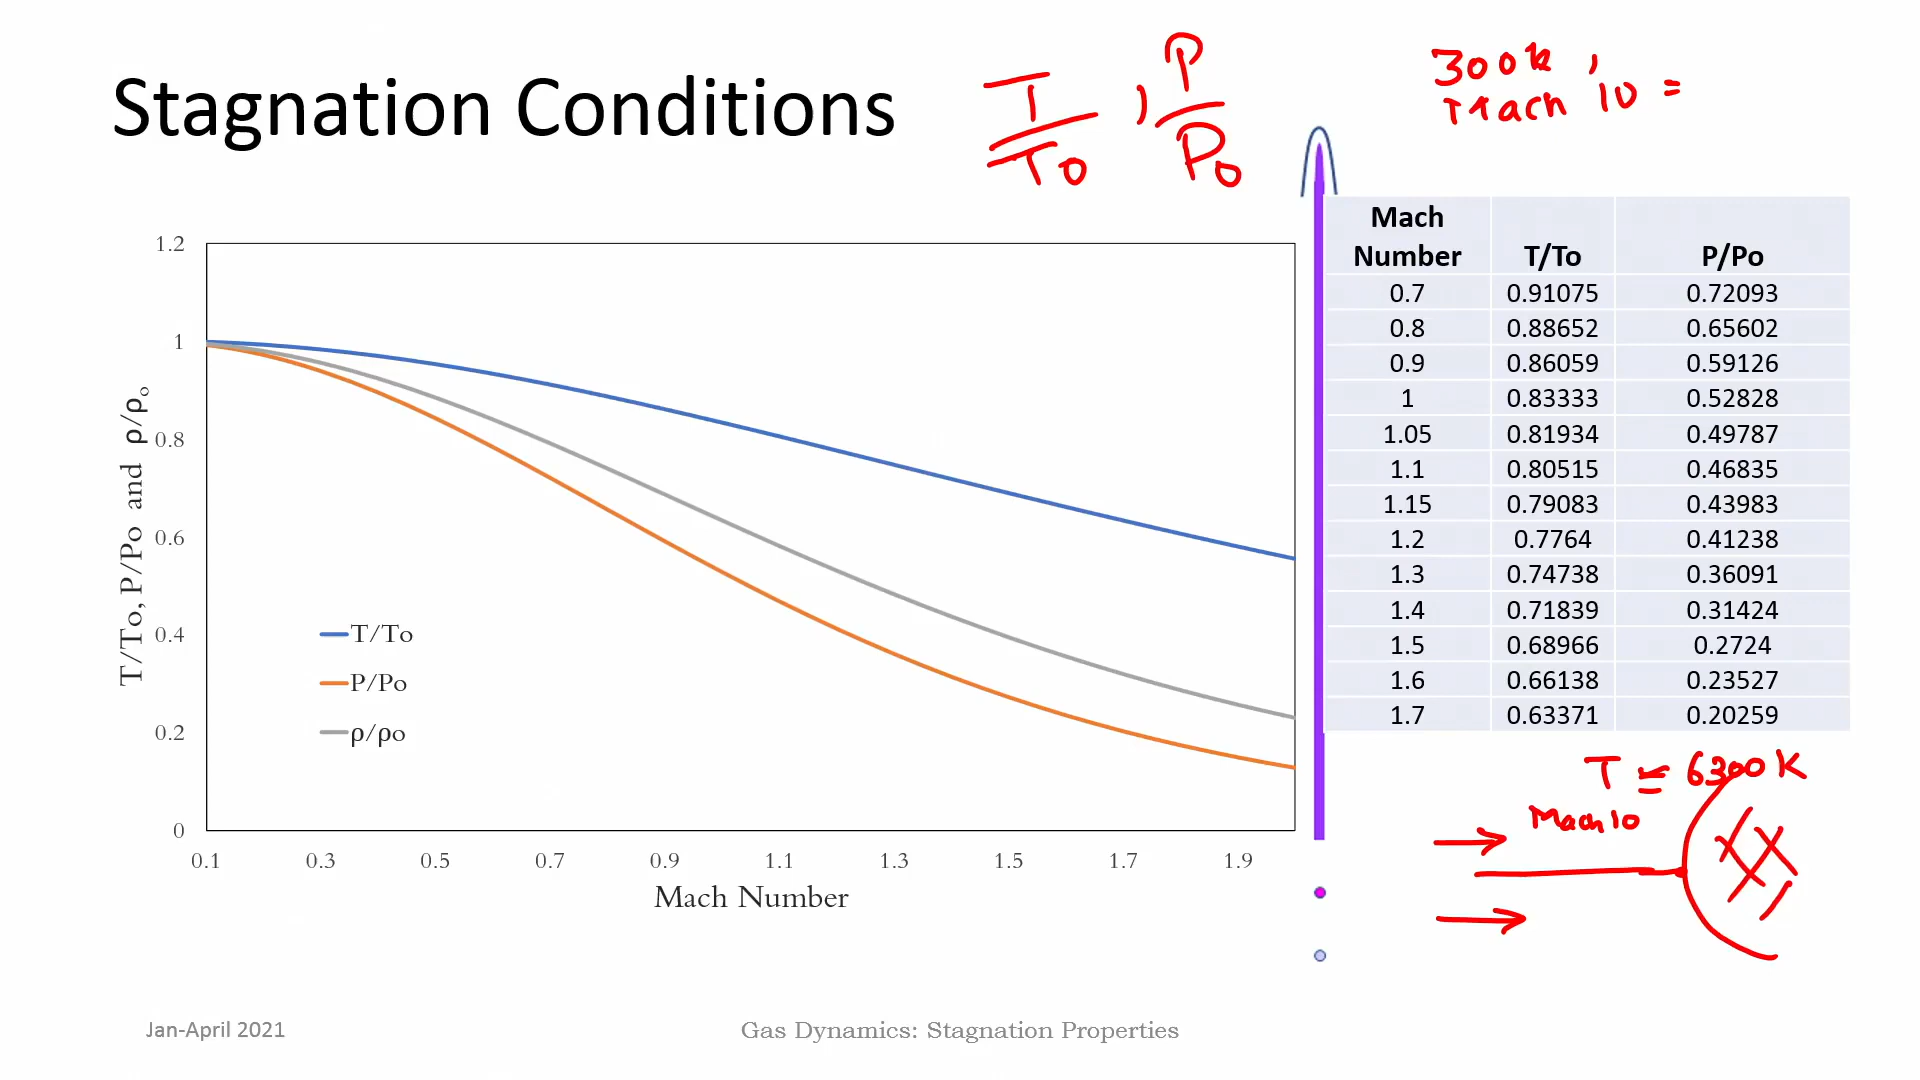 Stagnation Conditions
T/To , P/Po
300k ,
Mach 10 =
Mach Number T/To P/Po
0.7 0.91075 0.72093
0.8 0.88652 0.65602
0.9 0.86059 0.59126
1 0.83333 0.52828
1.05 0.81934 0.49787
1.1 0.80515 0.46835
1.15 0.79083 0.43983
1.2 0.7764 0.41238
1.3 0.74738 0.36091
1.4 0.71839 0.31424
1.5 0.68966 0.2724
1.6 0.66138 0.23527
1.7 0.63371 0.20259
T/To, P/Po and ρ/ρo
1.2
1
0.8
0.6
0.4
0.2
0
T/To
P/Po
ρ/ρo
0.1 0.3 0.5 0.7 0.9 1.1 1.3 1.5 1.7 1.9
Mach Number
T ≃ 6300 K
Mach 10
Jan-April 2021
Gas Dynamics: Stagnation Properties